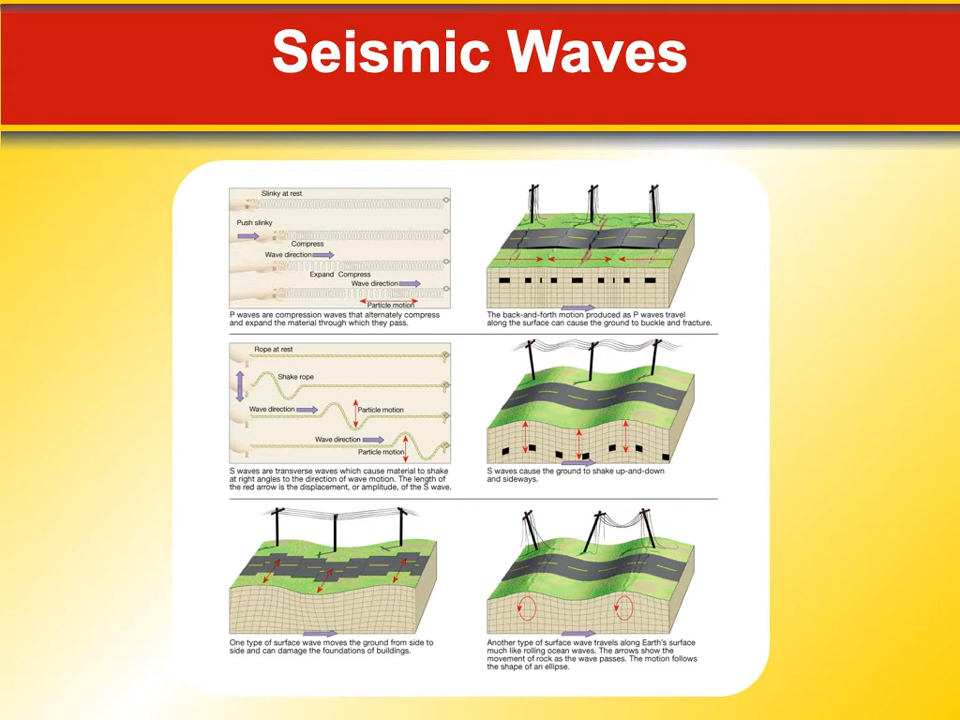 Seismic Waves
Slinky at rest
Push slinky
Compress
Wave direction
Expand Compress
Wave direction
Particle motion
P waves are compression waves that alternately compress
and expand the material through which they pass.
The back-and-forth motion produced as P waves travel
along the surface can cause the ground to buckle and fracture.
Rope at rest
Shake rope
Wave direction
Particle motion
Wave direction
Particle motion
S waves are transverse waves which cause material to shake
at right angles to the direction of wave motion. The length of
the red arrow is the displacement, or amplitude, of the S wave.
S waves cause the ground to shake up-and-down
and sideways.
One type of surface wave moves the ground from side to
side and can damage the foundations of buildings.
Another type of surface wave travels along Earth's surface
much like rolling ocean waves. The arrows show the
movement of rock as the wave passes. The motion follows
the shape of an ellipse.